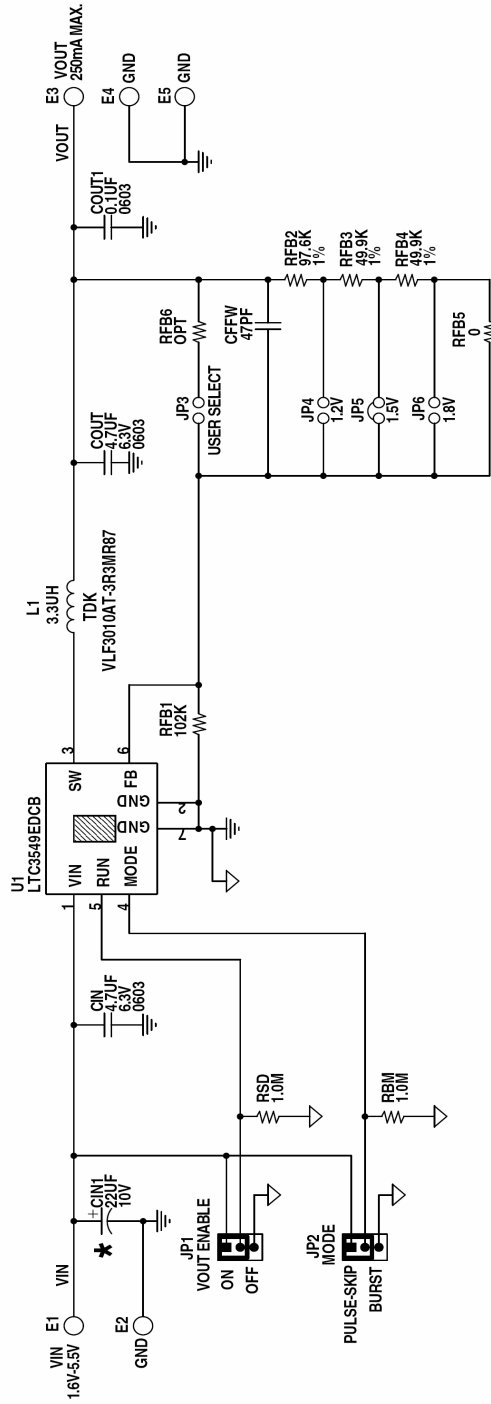 E1
VIN
1.6V-5.5V
VIN
E2
GND
+
CIN1
22UF
10V
*
JP1
VOUT ENABLE
ON
OFF
JP2
MODE
PULSE-SKIP
BURST
RSD
1.0M
RBM
1.0M
CIN
4.7UF
6.3V
0603
U1
LTC3549EDCB
1
VIN
5
RUN
4
MODE
SW
3
FB
6
GND
2
GND
7
RFB1
102K
L1
3.3UH
TDK
VLF3010AT-3R3MR87
COUT
4.7UF
6.3V
0603
COUT1
0.1UF
0603
VOUT
E3
VOUT
250mA MAX.
E4
GND
E5
GND
JP3
USER SELECT
RFB6
OPT
CFFW
47PF
JP4
1.2V
RFB2
97.6K
1%
JP5
1.5V
RFB3
49.9K
1%
JP6
1.8V
RFB4
49.9K
1%
RFB5
0